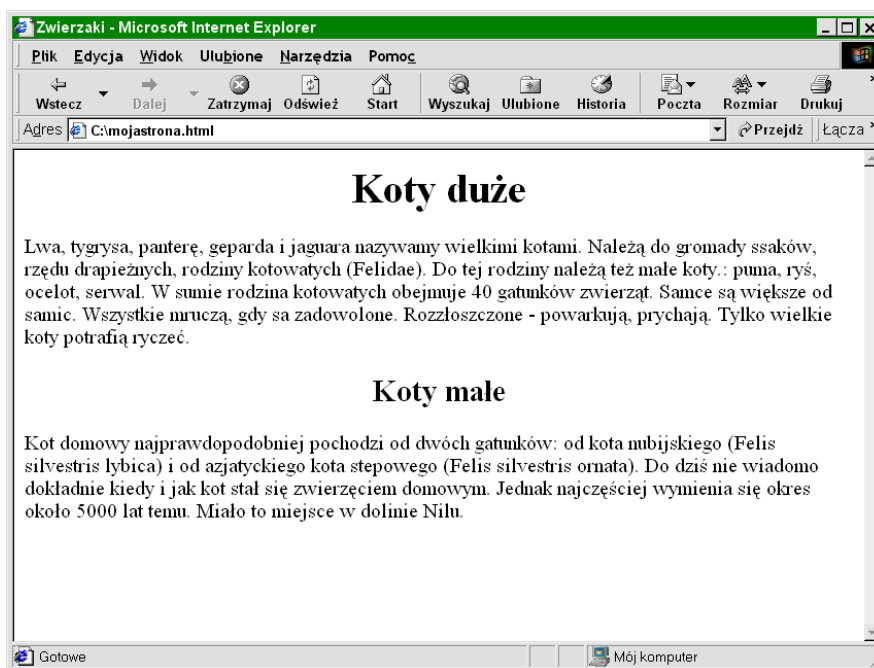 Zwierzaki - Microsoft Internet Explorer
Plik Edycja Widok Ulubione Narzędzia Pomoc
Wstecz Dalej Zatrzymaj Odśwież Start Wyszukaj Ulubione Historia Poczta Rozmiar Drukuj
Adres C:\mojastrona.html Przejdź Łącza
Koty duże
Lwa, tygrysa, panterę, geparda i jaguara nazywamy wielkimi kotami. Należą do gromady ssaków,
rzędu drapieżnych, rodziny kotowatych (Felidae). Do tej rodziny należą też małe koty.: puma, ryś,
ocelot, serwal. W sumie rodzina kotowatych obejmuje 40 gatunków zwierząt. Samce są większe od
samic. Wszystkie mruczą, gdy sa zadowolone. Rozzłoszczone - powarkują, prychają. Tylko wielkie
koty potrafią ryczeć.
Koty małe
Kot domowy najprawdopodobniej pochodzi od dwóch gatunków: od kota nubijskiego (Felis
silvestris lybica) i od azjatyckiego kota stepowego (Felis silvestris ornata). Do dziś nie wiadomo
dokładnie kiedy i jak kot stał się zwierzęciem domowym. Jednak najczęściej wymienia się okres
około 5000 lat temu. Miało to miejsce w dolinie Nilu.
Gotowe Mój komputer